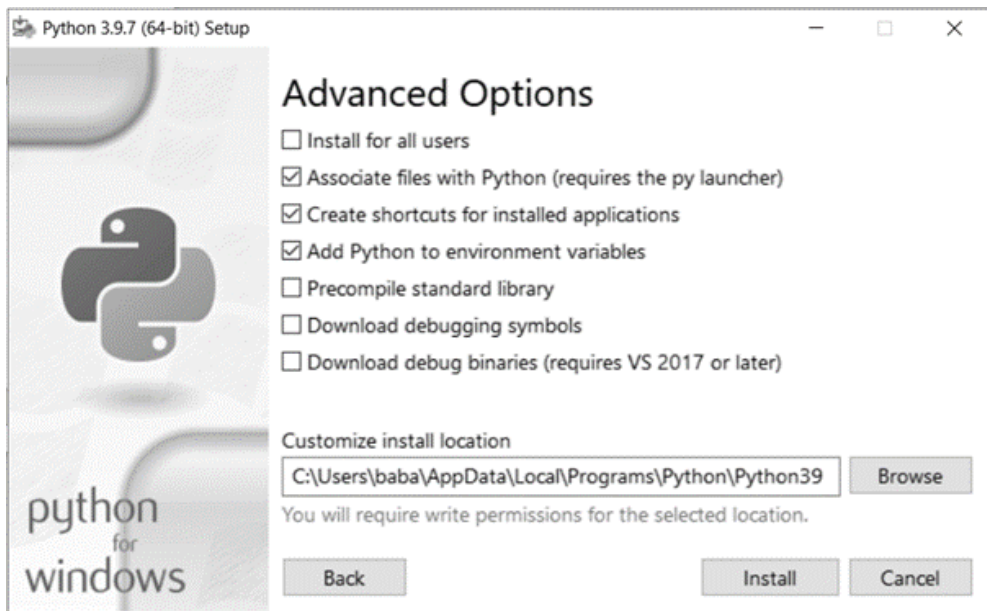 Python 3.9.7 (64-bit) Setup
Advanced Options
Install for all users
Associate files with Python (requires the py launcher)
Create shortcuts for installed applications
Add Python to environment variables
Precompile standard library
Download debugging symbols
Download debug binaries (requires VS 2017 or later)
Customize install location
C:\Users\baba\AppData\Local\Programs\Python\Python39
Browse
You will require write permissions for the selected location.
python
for
windows
Back
Install
Cancel